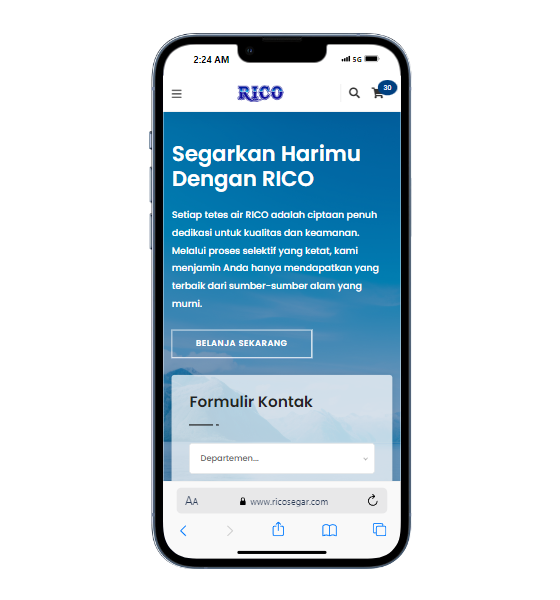 2:24 AM
5G
RICO
30
Segarkan Harimu
Dengan RICO
Setiap tetes air RICO adalah ciptaan penuh
dedikasi untuk kualitas dan keamanan.
Melalui proses selektif yang ketat, kami
menjamin Anda hanya mendapatkan yang
terbaik dari sumber-sumber alam yang
murni.
BELANJA SEKARANG
Formulir Kontak
Departemen...
AA
www.ricosegar.com